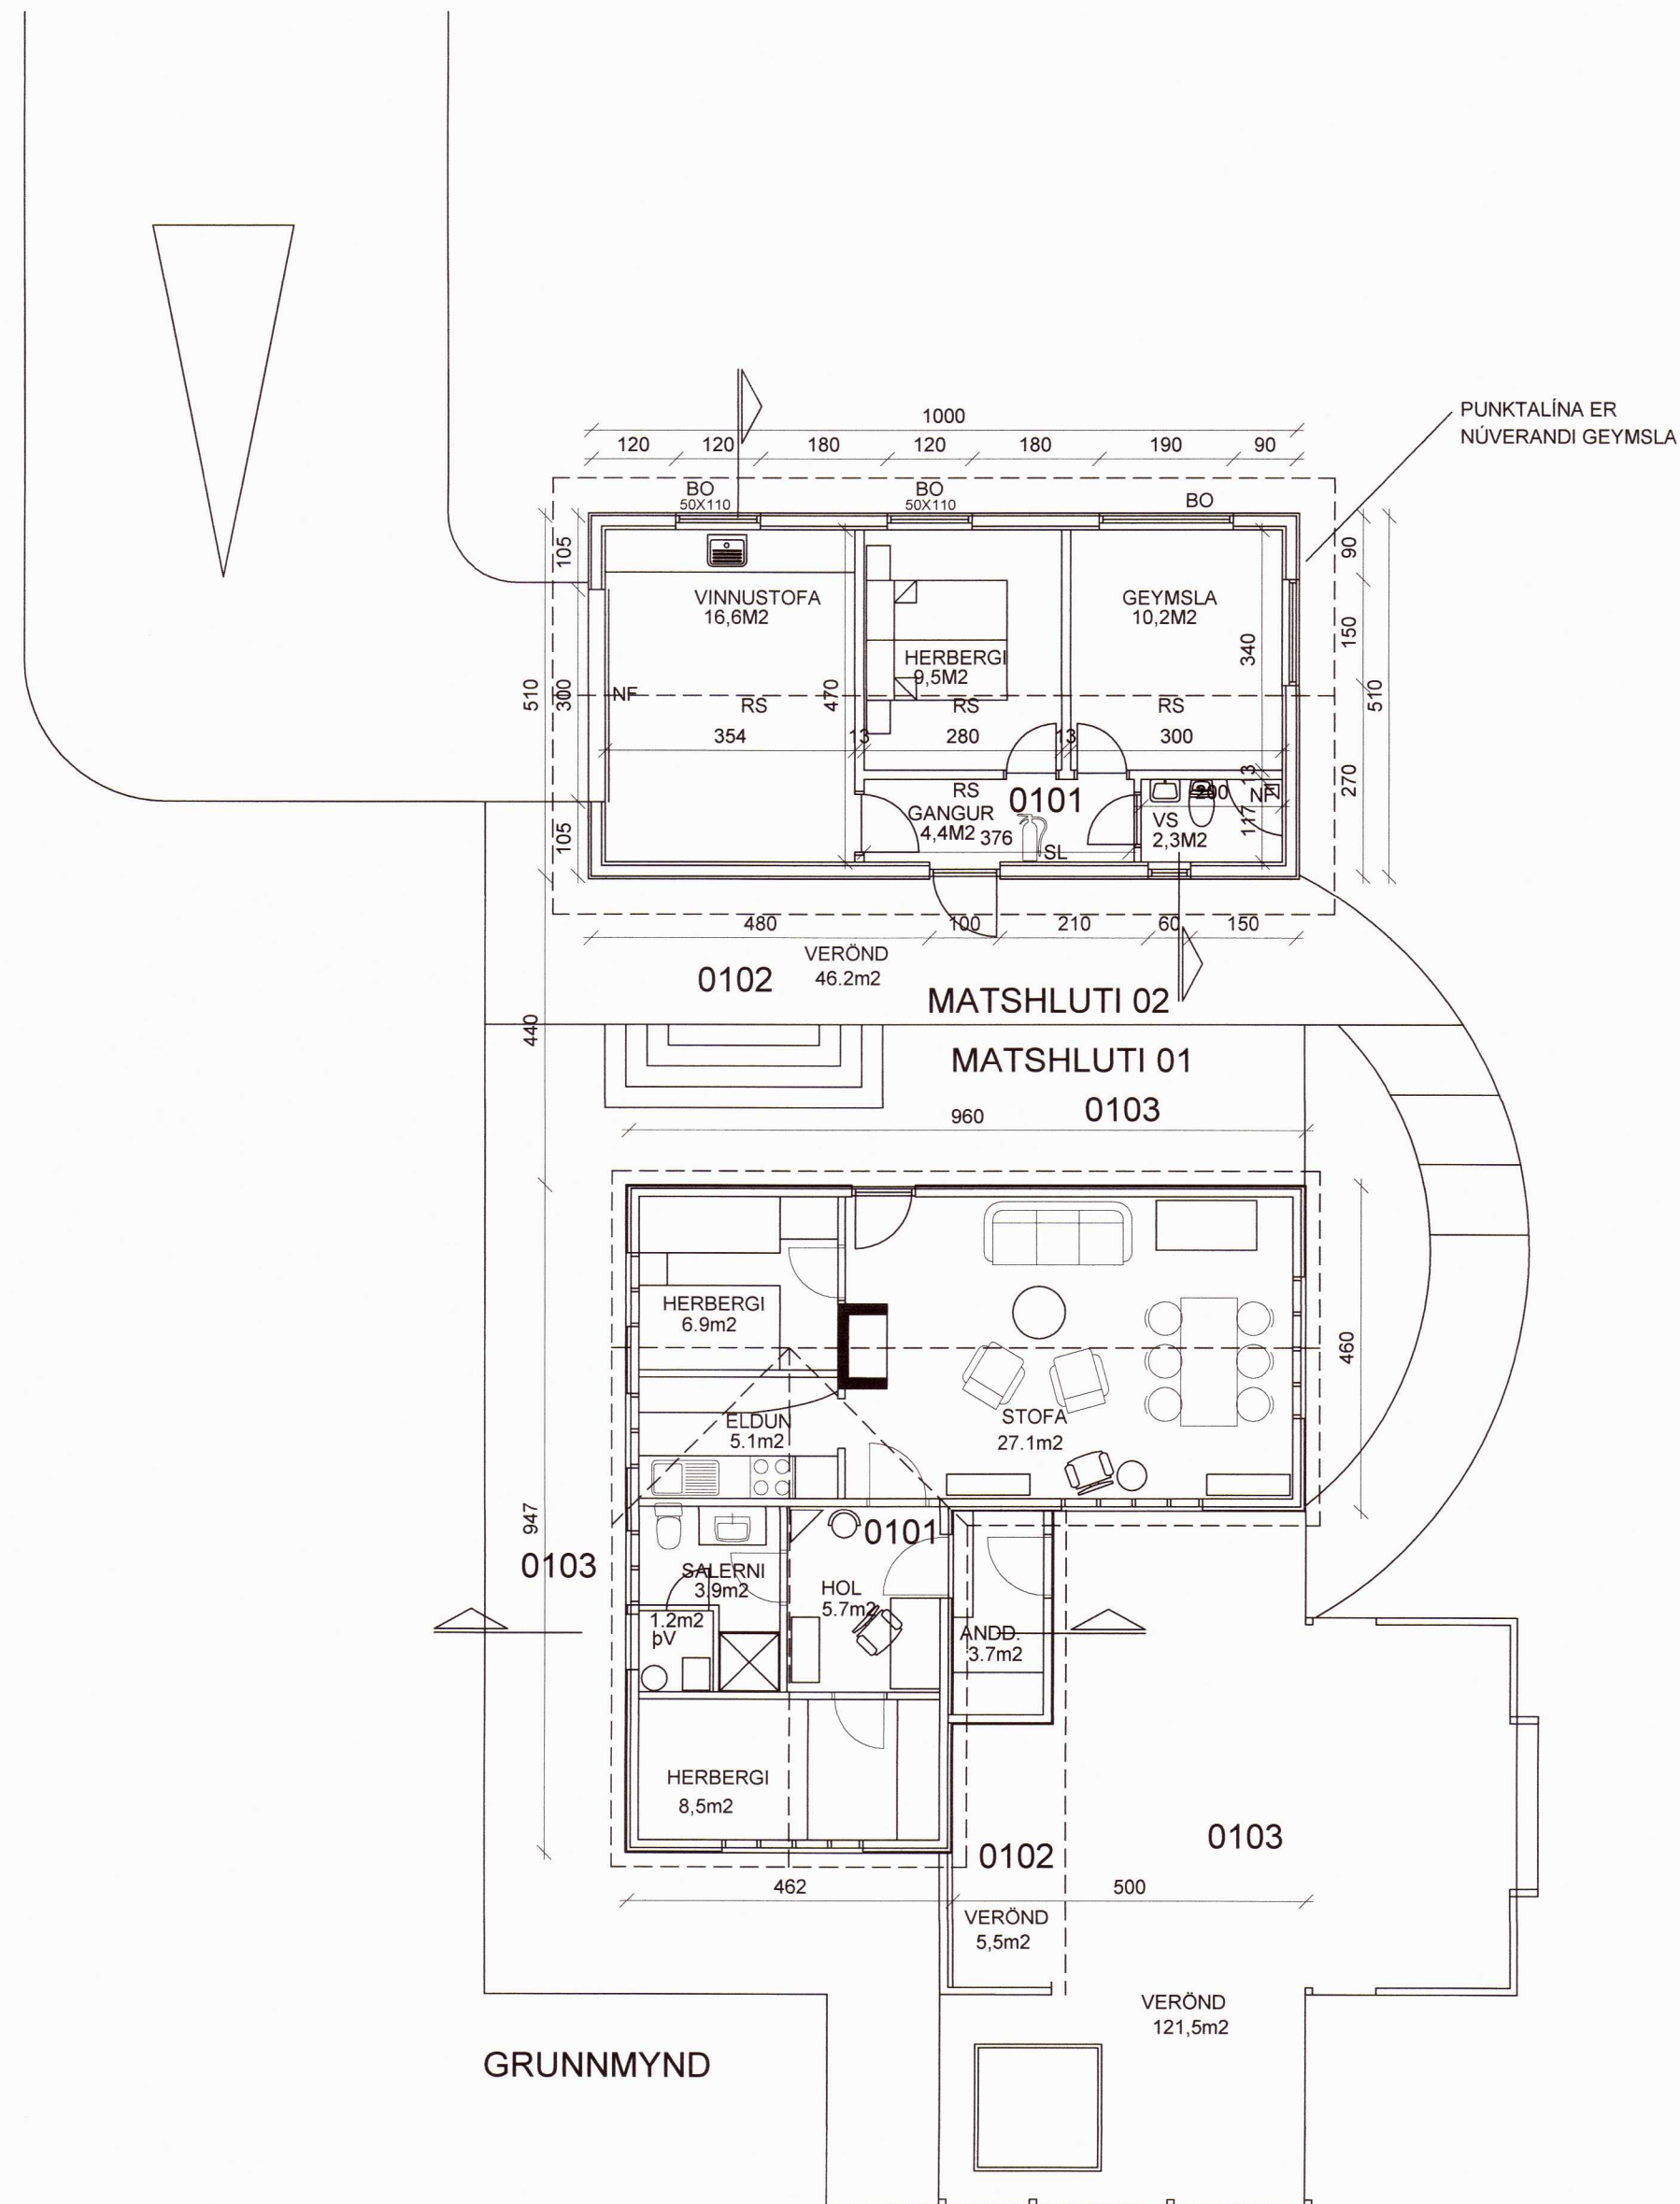 1000
120 120 180 120 180 190 90
PUNKTALÍNA ER
NÚVERANDI GEYMSLA
BO
50X110
BO
50X110
BO
105
90
VINNUSTOFA
16,6M2
GEYMSLA
10,2M2
HERBERGI
9,5M2
340
150
510
300
NF
RS
470
RS
RS
510
354
13
280
13
300
RS
GANGUR
4,4M2
376
0101
SL
VS
2,3M2
200
NF
13
117
270
105
480 100 210 60 150
VERÖND
46.2m2
0102
MATSHLUTI 02
440
MATSHLUTI 01
0103
960
HERBERGI
6.9m2
460
ELDUN
5.1m2
STOFA
27.1m2
947
0103
0101
SALERNI
3.9m2
HOL
5.7m2
1.2m2
þV
ANDD.
3.7m2
HERBERGI
8,5m2
0102
0103
462
500
VERÖND
5,5m2
VERÖND
121,5m2
GRUNNMYND